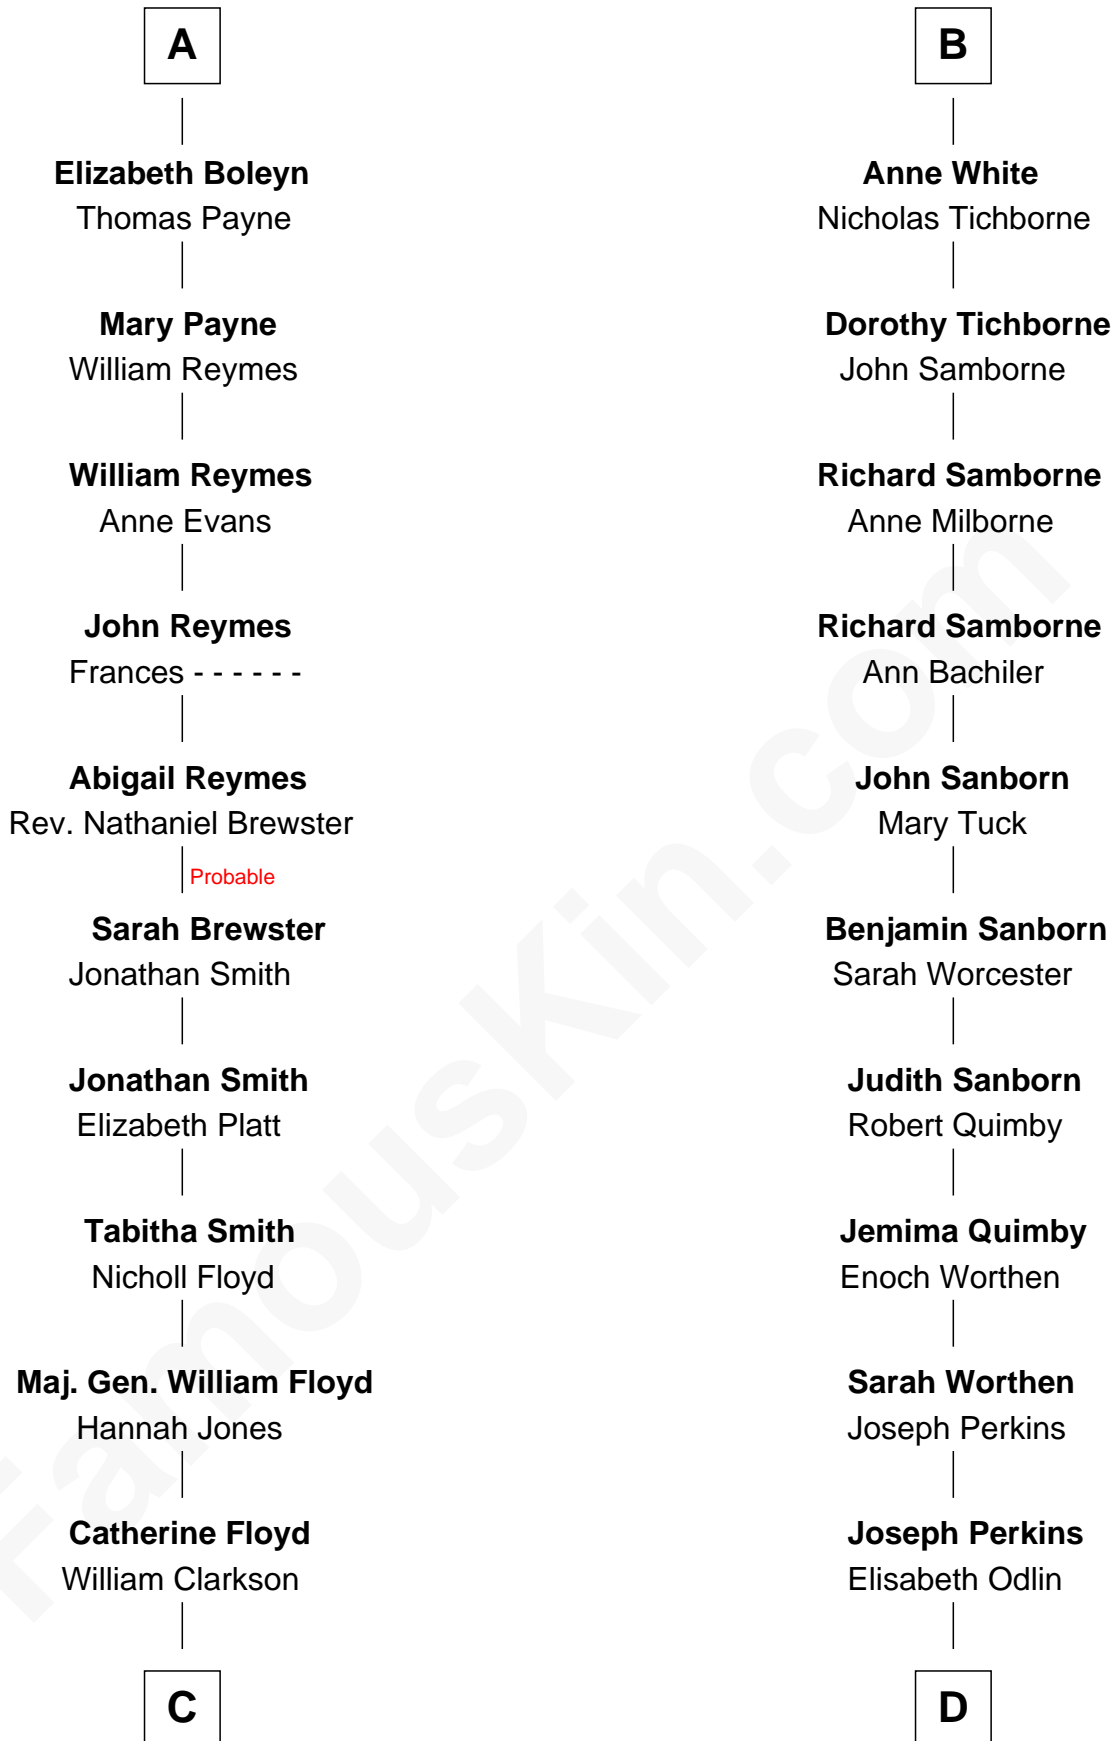 A
Elizabeth Boleyn
Thomas Payne
Mary Payne
William Reymes
William Reymes
Anne Evans
John Reymes
Frances - - - - - -
Abigail Reymes
Rev. Nathaniel Brewster
Probable
Sarah Brewster
Jonathan Smith
Jonathan Smith
Elizabeth Platt
Tabitha Smith
Nicholl Floyd
Maj. Gen. William Floyd
Hannah Jones
Catherine Floyd
William Clarkson
C
B
Anne White
Nicholas Tichborne
Dorothy Tichborne
John Samborne
Richard Samborne
Anne Milborne
Richard Samborne
Ann Bachiler
John Sanborn
Mary Tuck
Benjamin Sanborn
Sarah Worcester
Judith Sanborn
Robert Quimby
Jemima Quimby
Enoch Worthen
Sarah Worthen
Joseph Perkins
Joseph Perkins
Elisabeth Odlin
D
FamousKin.com